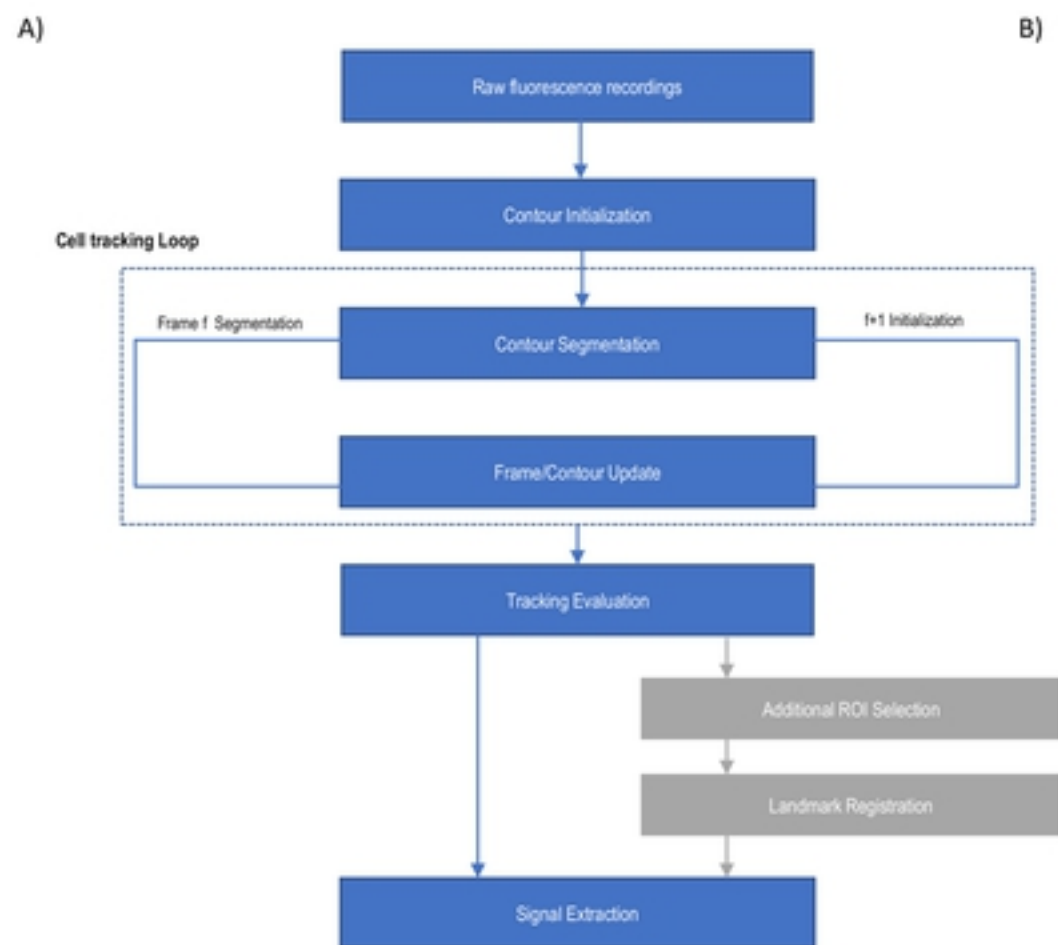 A)
B)
Raw fluorescence recordings
Contour Initialization
Cell tracking Loop
Frame f Segmentation
f+1 Initialization
Contour Segmentation
Frame/Contour Update
Tracking Evaluation
Additional ROI Selection
Landmark Registration
Signal Extraction